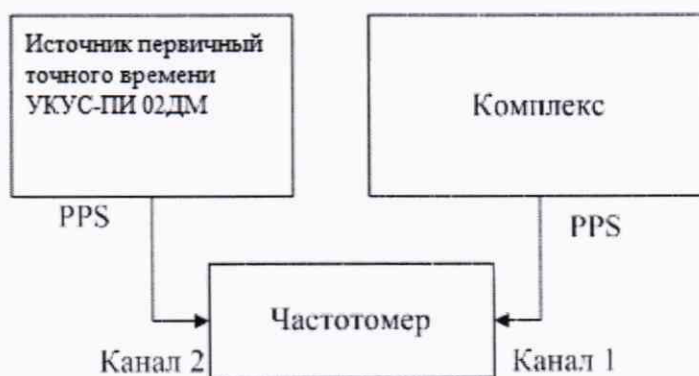 Источник первичный
точного времени
УКУС-ПИ 02ДМ
Комплекс
PPS
PPS
Частотомер
Канал 2
Канал 1